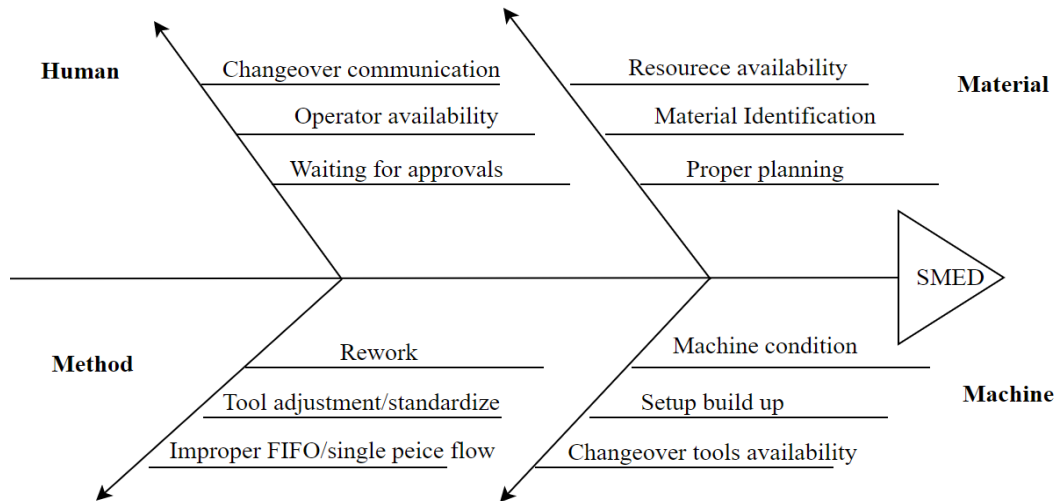 Human
Changeover communication
Operator availability
Waiting for approvals
Resourece availability
Material Identification
Proper planning
Material
SMED
Method
Rework
Tool adjustment/standardize
Improper FIFO/single peice flow
Machine condition
Setup build up
Changeover tools availability
Machine